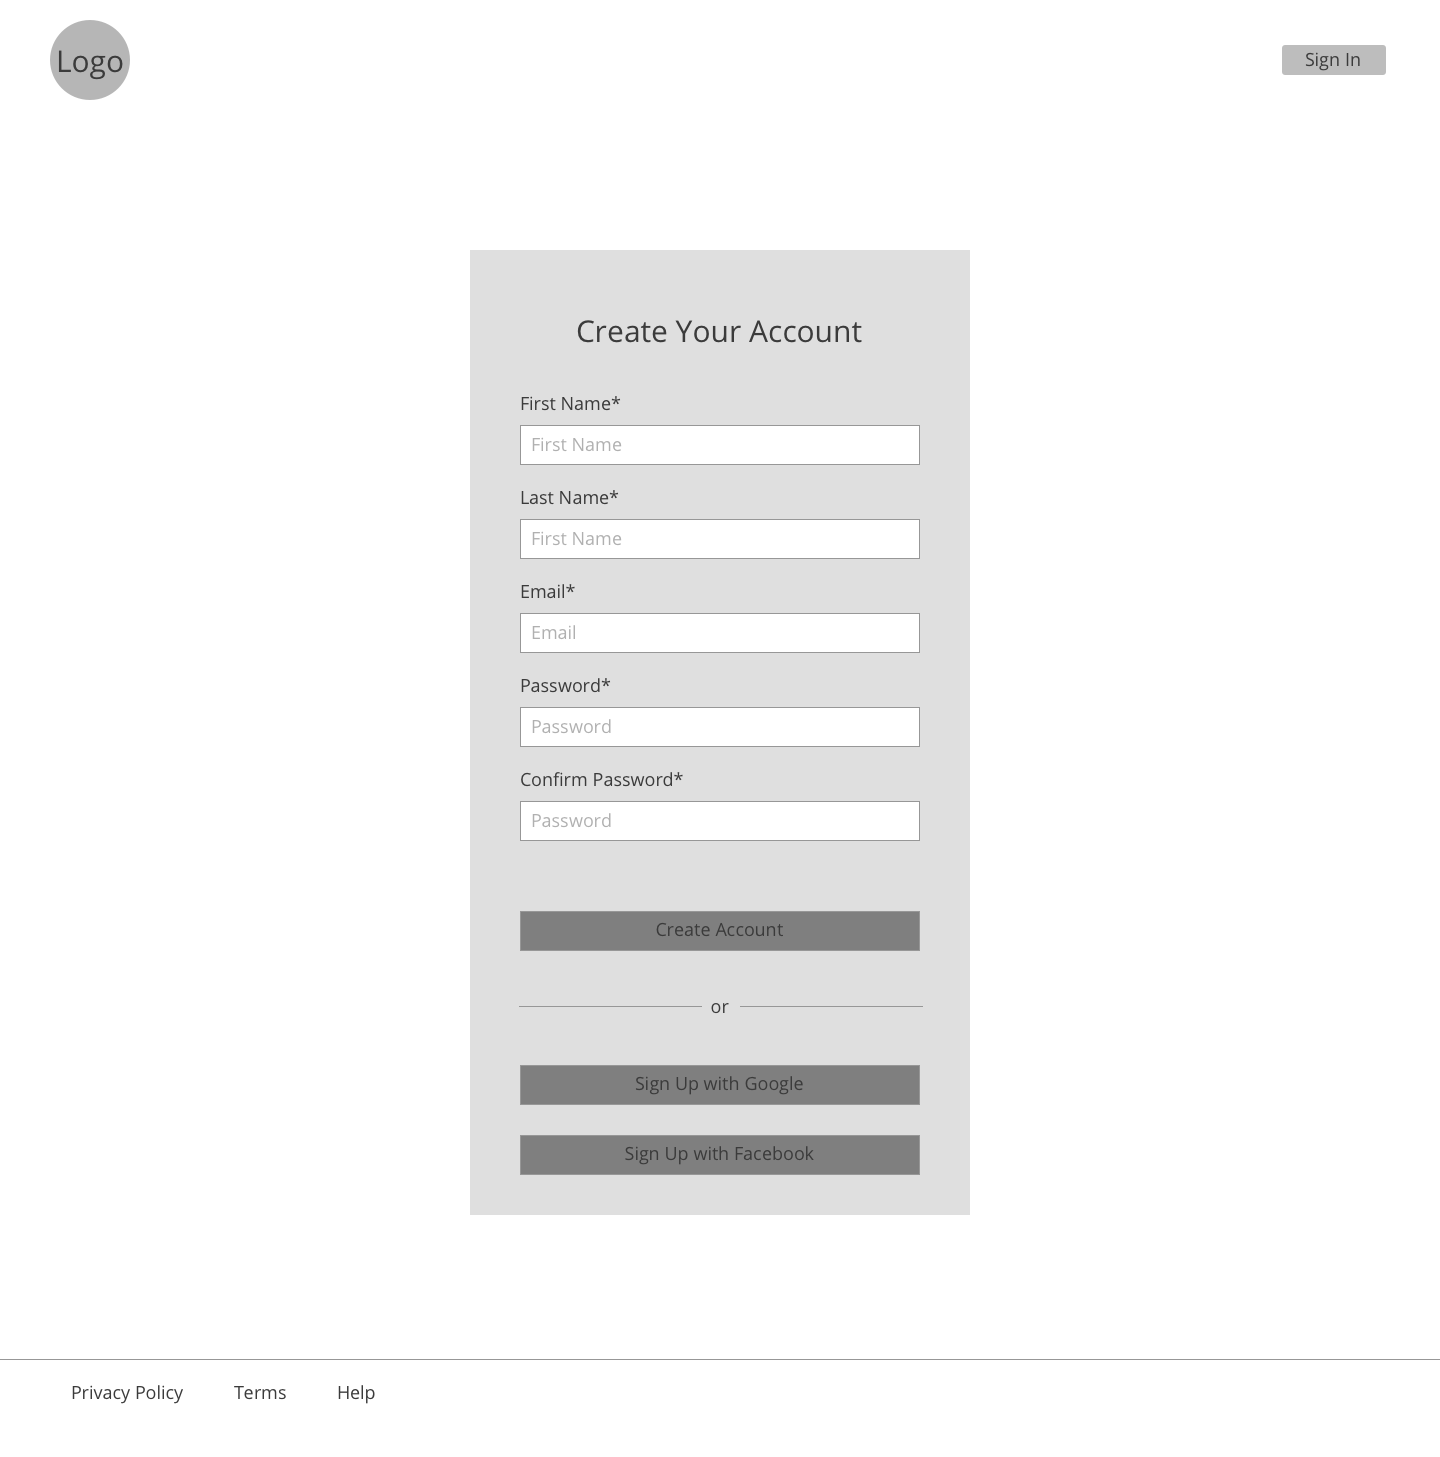 Logo
Sign In
Create Your Account
First Name*
First Name
Last Name*
First Name
Email*
Email
Password*
Password
Confirm Password*
Password
Create Account
or
Sign Up with Google
Sign Up with Facebook
Privacy Policy Terms Help